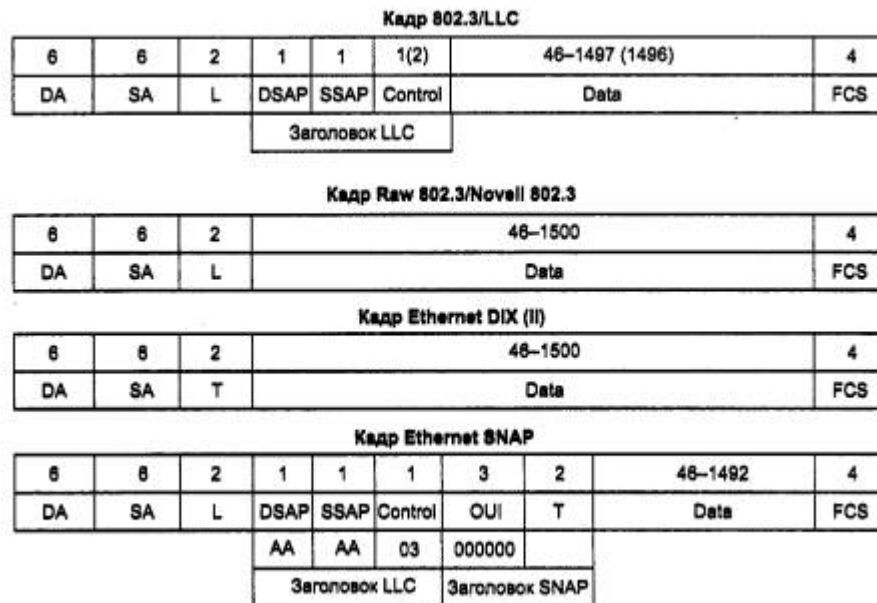 Кадр 802.3/LLC
6 6 2 1 1 1(2) 46–1497 (1496) 4
DA SA L DSAP SSAP Control Data FCS
Заголовок LLC
Кадр Raw 802.3/Novell 802.3
6 6 2 46–1500 4
DA SA L Data FCS
Кадр Ethernet DIX (II)
6 6 2 46–1500 4
DA SA T Data FCS
Кадр Ethernet SNAP
6 6 2 1 1 1 3 2 46–1492 4
DA SA L DSAP SSAP Control OUI T Data FCS
AA AA 03 000000
Заголовок LLC Заголовок SNAP